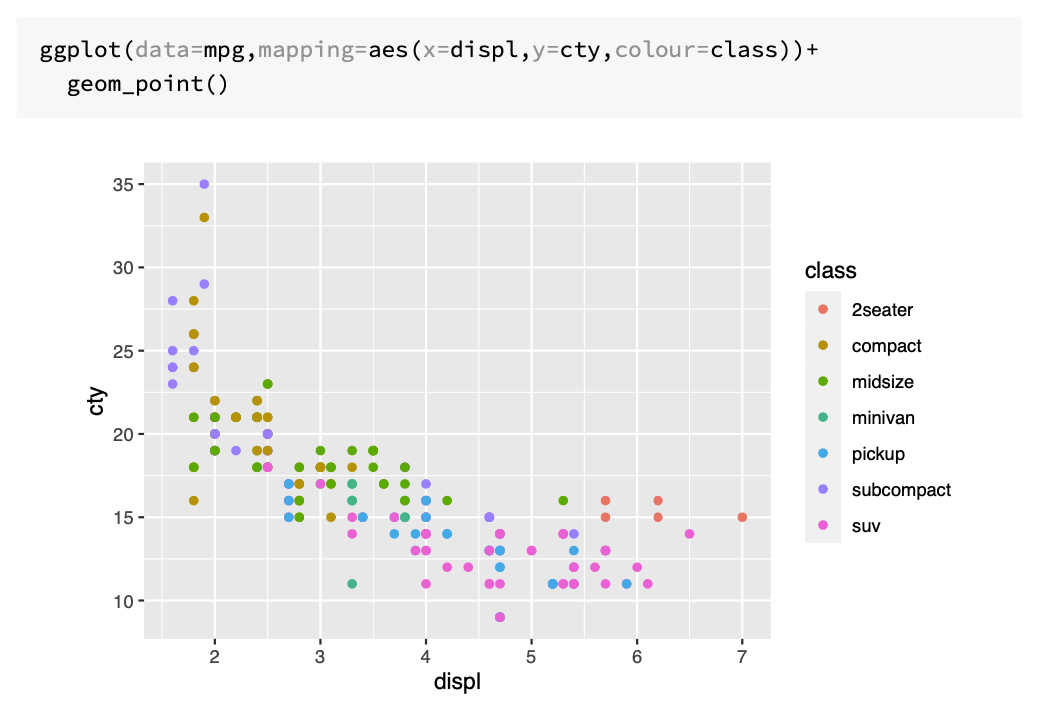 ggplot(data=mpg,mapping=aes(x=displ,y=cty,colour=class))+
geom_point()
35
30
25
20
15
10
cty
2 3 4 5 6 7
displ
class
2seater
compact
midsize
minivan
pickup
subcompact
suv